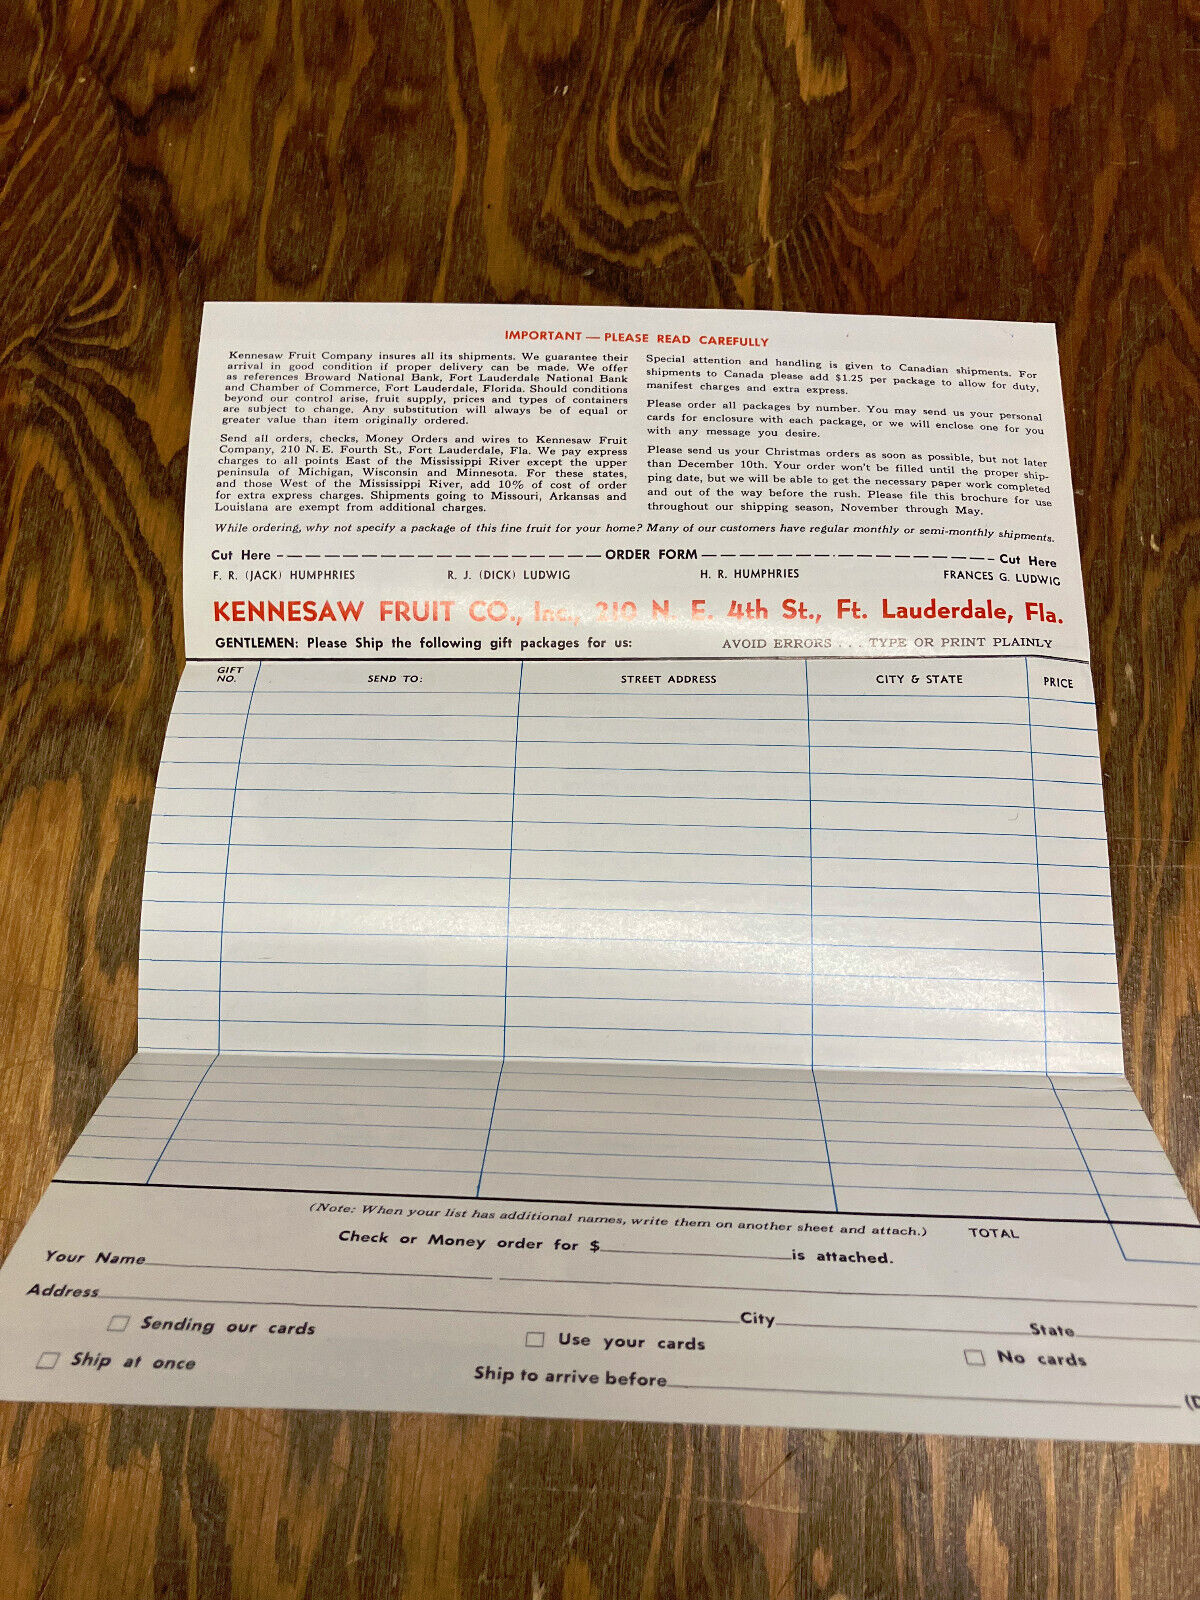 IMPORTANT — PLEASE READ CAREFULLY
Kennesaw Fruit Company insures all its shipments. We guarantee their
arrival in good condition if proper delivery can be made. We offer
as references Broward National Bank, Fort Lauderdale National Bank
and Chamber of Commerce, Fort Lauderdale, Florida. Should conditions
beyond our control arise, fruit supply, prices and types of containers
are subject to change. Any substitution will always be of equal or
greater value than item originally ordered.
Send all orders, checks, Money Orders and wires to Kennesaw Fruit
Company, 210 N. E. Fourth St., Fort Lauderdale, Fla. We pay express
charges to all points East of the Mississippi River except the upper
peninsula of Michigan, Wisconsin and Minnesota. For these states,
and those West of the Mississippi River, add 10% of cost of order
for extra express charges. Shipments going to Missouri, Arkansas and
Louisiana are exempt from additional charges.
Special attention and handling is given to Canadian shipments. For
shipments to Canada please add $1.25 per package to allow for duty,
manifest charges and extra express.
Please order all packages by number. You may send us your personal
cards for enclosure with each package, or we will enclose one for you
with any message you desire.
Please send us your Christmas orders as soon as possible, but not later
than December 10th. Your order won't be filled until the proper ship-
ping date, but we will be able to get the necessary paper work completed
and out of the way before the rush. Please file this brochure for use
throughout our shipping season, November through May.
While ordering, why not specify a package of this fine fruit for your home? Many of our customers have regular monthly or semi-monthly shipments.
Cut Here ORDER FORM Cut Here
F. R. (JACK) HUMPHRIES R. J. (DICK) LUDWIG H. R. HUMPHRIES FRANCES G. LUDWIG
KENNESAW FRUIT CO., Inc., 210 N. E. 4th St., Ft. Lauderdale, Fla.
GENTLEMEN: Please Ship the following gift packages for us: AVOID ERRORS . . . TYPE OR PRINT PLAINLY
GIFT
NO. SEND TO: STREET ADDRESS CITY & STATE PRICE
(Note: When your list has additional names, write them on another sheet and attach.) TOTAL
Check or Money order for $ is attached.
Your Name
Address City State
Sending our cards Use your cards No cards
Ship at once Ship to arrive before